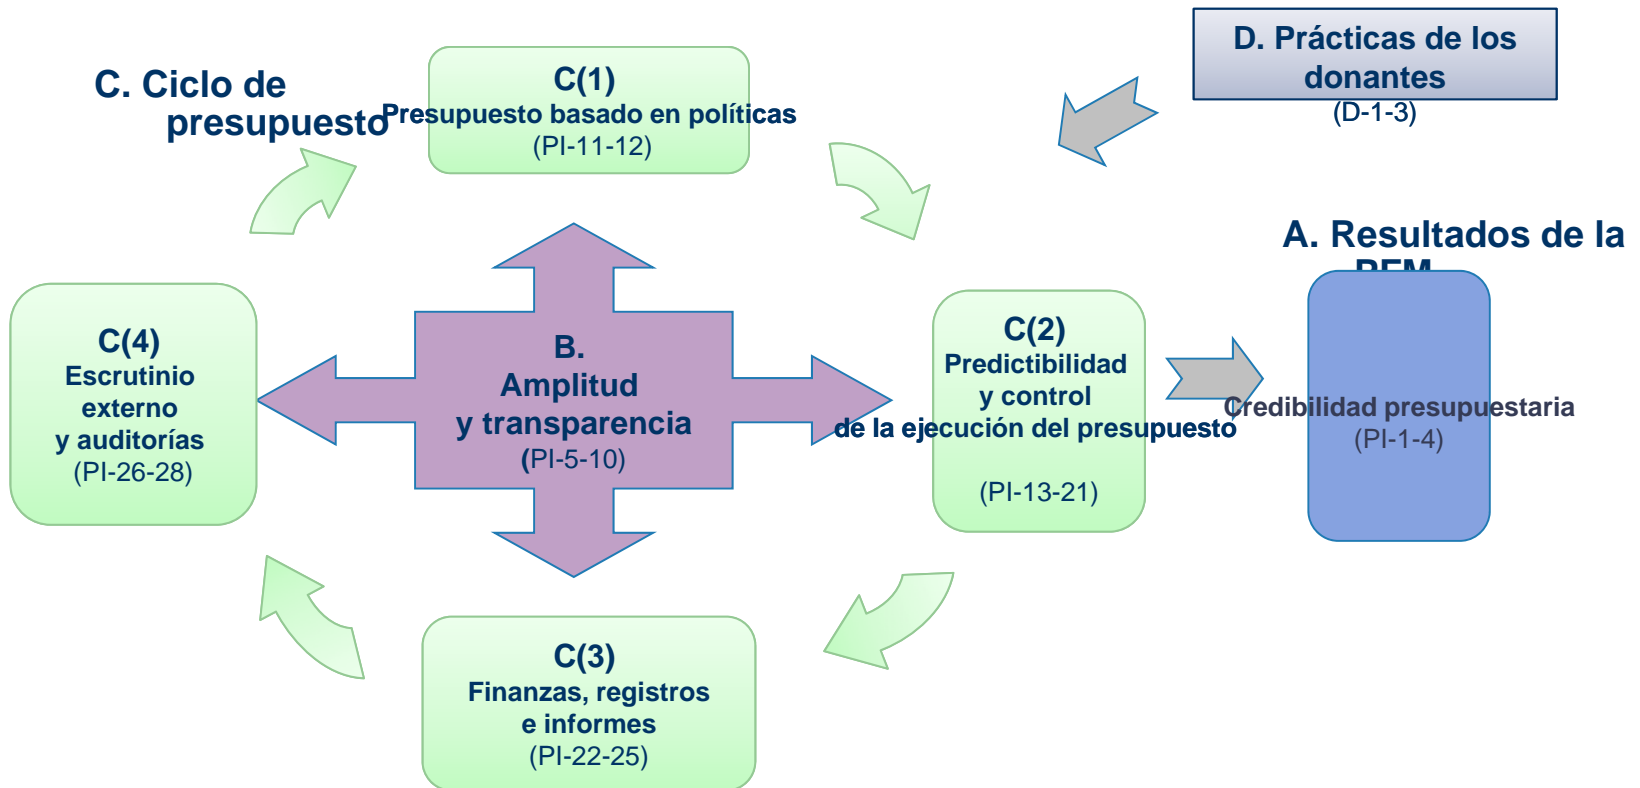 D. Prácticas de los
donantes
(D-1-3)
C. Ciclo de
presupuesto
C(1)
Presupuesto basado en políticas
(PI-11-12)
A. Resultados de la
PFM
C(4)
Escrutinio
externo
y auditorías
(PI-26-28)
B.
Amplitud
y transparencia
(PI-5-10)
C(2)
Predictibilidad
y control
de la ejecución del presupuesto
(PI-13-21)
Credibilidad presupuestaria
(PI-1-4)
C(3)
Finanzas, registros
e informes
(PI-22-25)